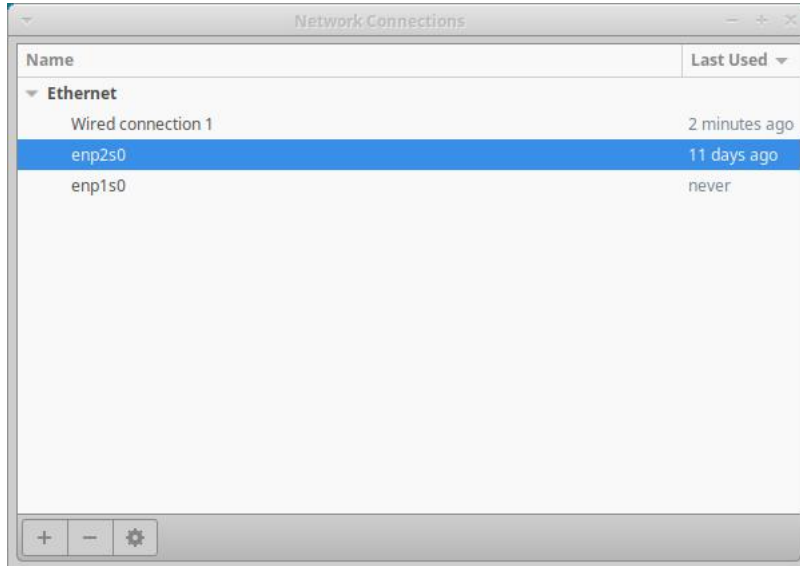 Network Connections
Name Last Used
Ethernet
Wired connection 1 2 minutes ago
enp2s0 11 days ago
enp1s0 never